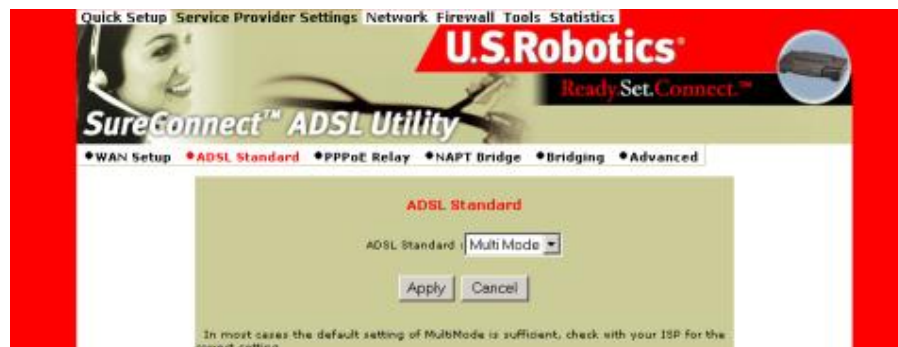 Quick Setup Service Provider Settings Network Firewall Tools Statistics
U.S.Robotics
Ready.Set.Connect.™
SureConnect™ ADSL Utility
WAN Setup ADSL Standard PPPoE Relay NAPT Bridge Bridging Advanced
ADSL Standard
ADSL Standard : Multi Mode
Apply Cancel
In most cases the default setting of MultiMode is sufficient, check with your ISP for the
setting